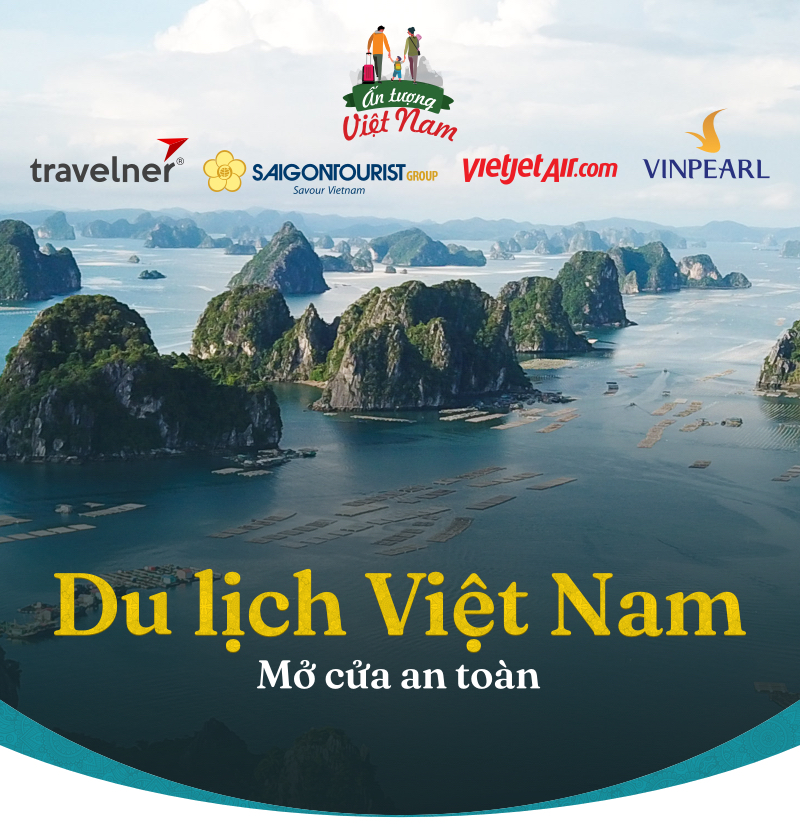 Ấn tượng
Việt Nam
travelner®
SAIGONTOURIST GROUP
Savour Vietnam
vietjetAir.com
VINPEARL
Du lịch Việt Nam
Mở cửa an toàn